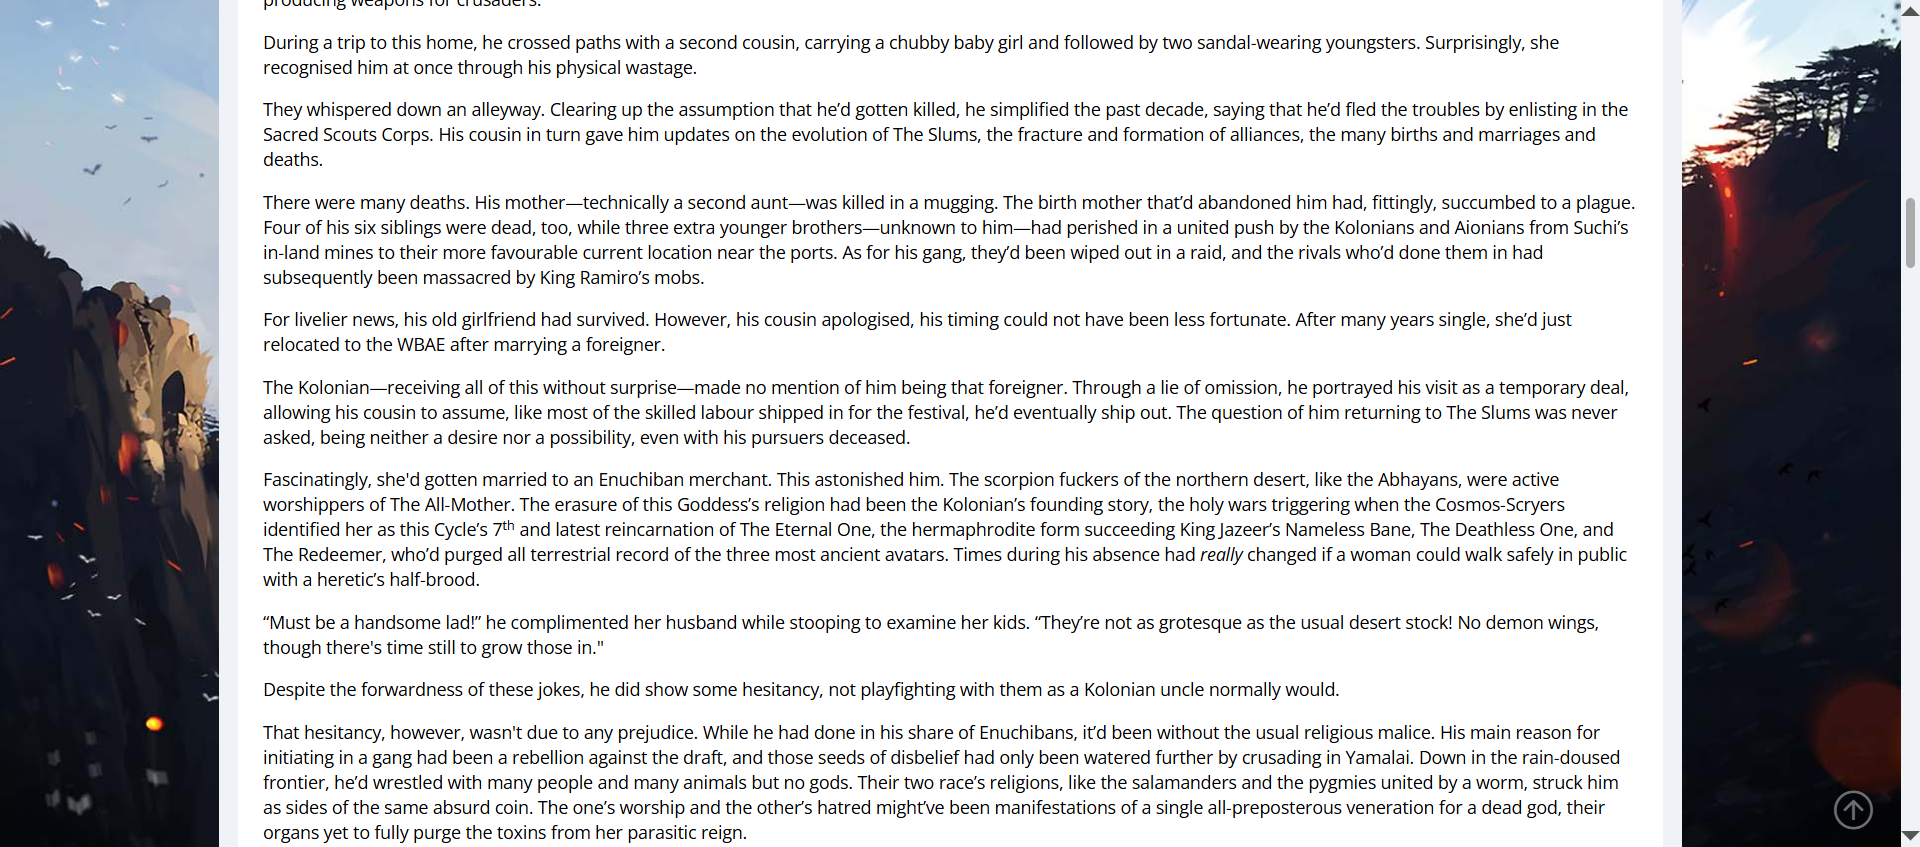 producing weapons for crusaders.
During a trip to this home, he crossed paths with a second cousin, carrying a chubby baby girl and followed by two sandal-wearing youngsters. Surprisingly, she
recognised him at once through his physical wastage.
They whispered down an alleyway. Clearing up the assumption that he’d gotten killed, he simplified the past decade, saying that he’d fled the troubles by enlisting in the
Sacred Scouts Corps. His cousin in turn gave him updates on the evolution of The Slums, the fracture and formation of alliances, the many births and marriages and
deaths.
There were many deaths. His mother—technically a second aunt—was killed in a mugging. The birth mother that’d abandoned him had, fittingly, succumbed to a plague.
Four of his six siblings were dead, too, while three extra younger brothers—unknown to him—had perished in a united push by the Kolonians and Aionians from Suchi’s
in-land mines to their more favourable current location near the ports. As for his gang, they’d been wiped out in a raid, and the rivals who’d done them in had
subsequently been massacred by King Ramiro’s mobs.
For livelier news, his old girlfriend had survived. However, his cousin apologised, his timing could not have been less fortunate. After many years single, she’d just
relocated to the WBAE after marrying a foreigner.
The Kolonian—receiving all of this without surprise—made no mention of him being that foreigner. Through a lie of omission, he portrayed his visit as a temporary deal,
allowing his cousin to assume, like most of the skilled labour shipped in for the festival, he’d eventually ship out. The question of him returning to The Slums was never
asked, being neither a desire nor a possibility, even with his pursuers deceased.
Fascinatingly, she'd gotten married to an Enuchiban merchant. This astonished him. The scorpion fuckers of the northern desert, like the Abhayans, were active
worshippers of The All-Mother. The erasure of this Goddess’s religion had been the Kolonian’s founding story, the holy wars triggering when the Cosmos-Scryers
identified her as this Cycle’s 7th and latest reincarnation of The Eternal One, the hermaphrodite form succeeding King Jazeer’s Nameless Bane, The Deathless One, and
The Redeemer, who’d purged all terrestrial record of the three most ancient avatars. Times during his absence had really changed if a woman could walk safely in public
with a heretic’s half-brood.
“Must be a handsome lad!” he complimented her husband while stooping to examine her kids. “They’re not as grotesque as the usual desert stock! No demon wings,
though there's time still to grow those in."
Despite the forwardness of these jokes, he did show some hesitancy, not playfighting with them as a Kolonian uncle normally would.
That hesitancy, however, wasn't due to any prejudice. While he had done in his share of Enuchibans, it’d been without the usual religious malice. His main reason for
initiating in a gang had been a rebellion against the draft, and those seeds of disbelief had only been watered further by crusading in Yamalai. Down in the rain-doused
frontier, he’d wrestled with many people and many animals but no gods. Their two race’s religions, like the salamanders and the pygmies united by a worm, struck him
as sides of the same absurd coin. The one’s worship and the other’s hatred might’ve been manifestations of a single all-preposterous veneration for a dead god, their
organs yet to fully purge the toxins from her parasitic reign.